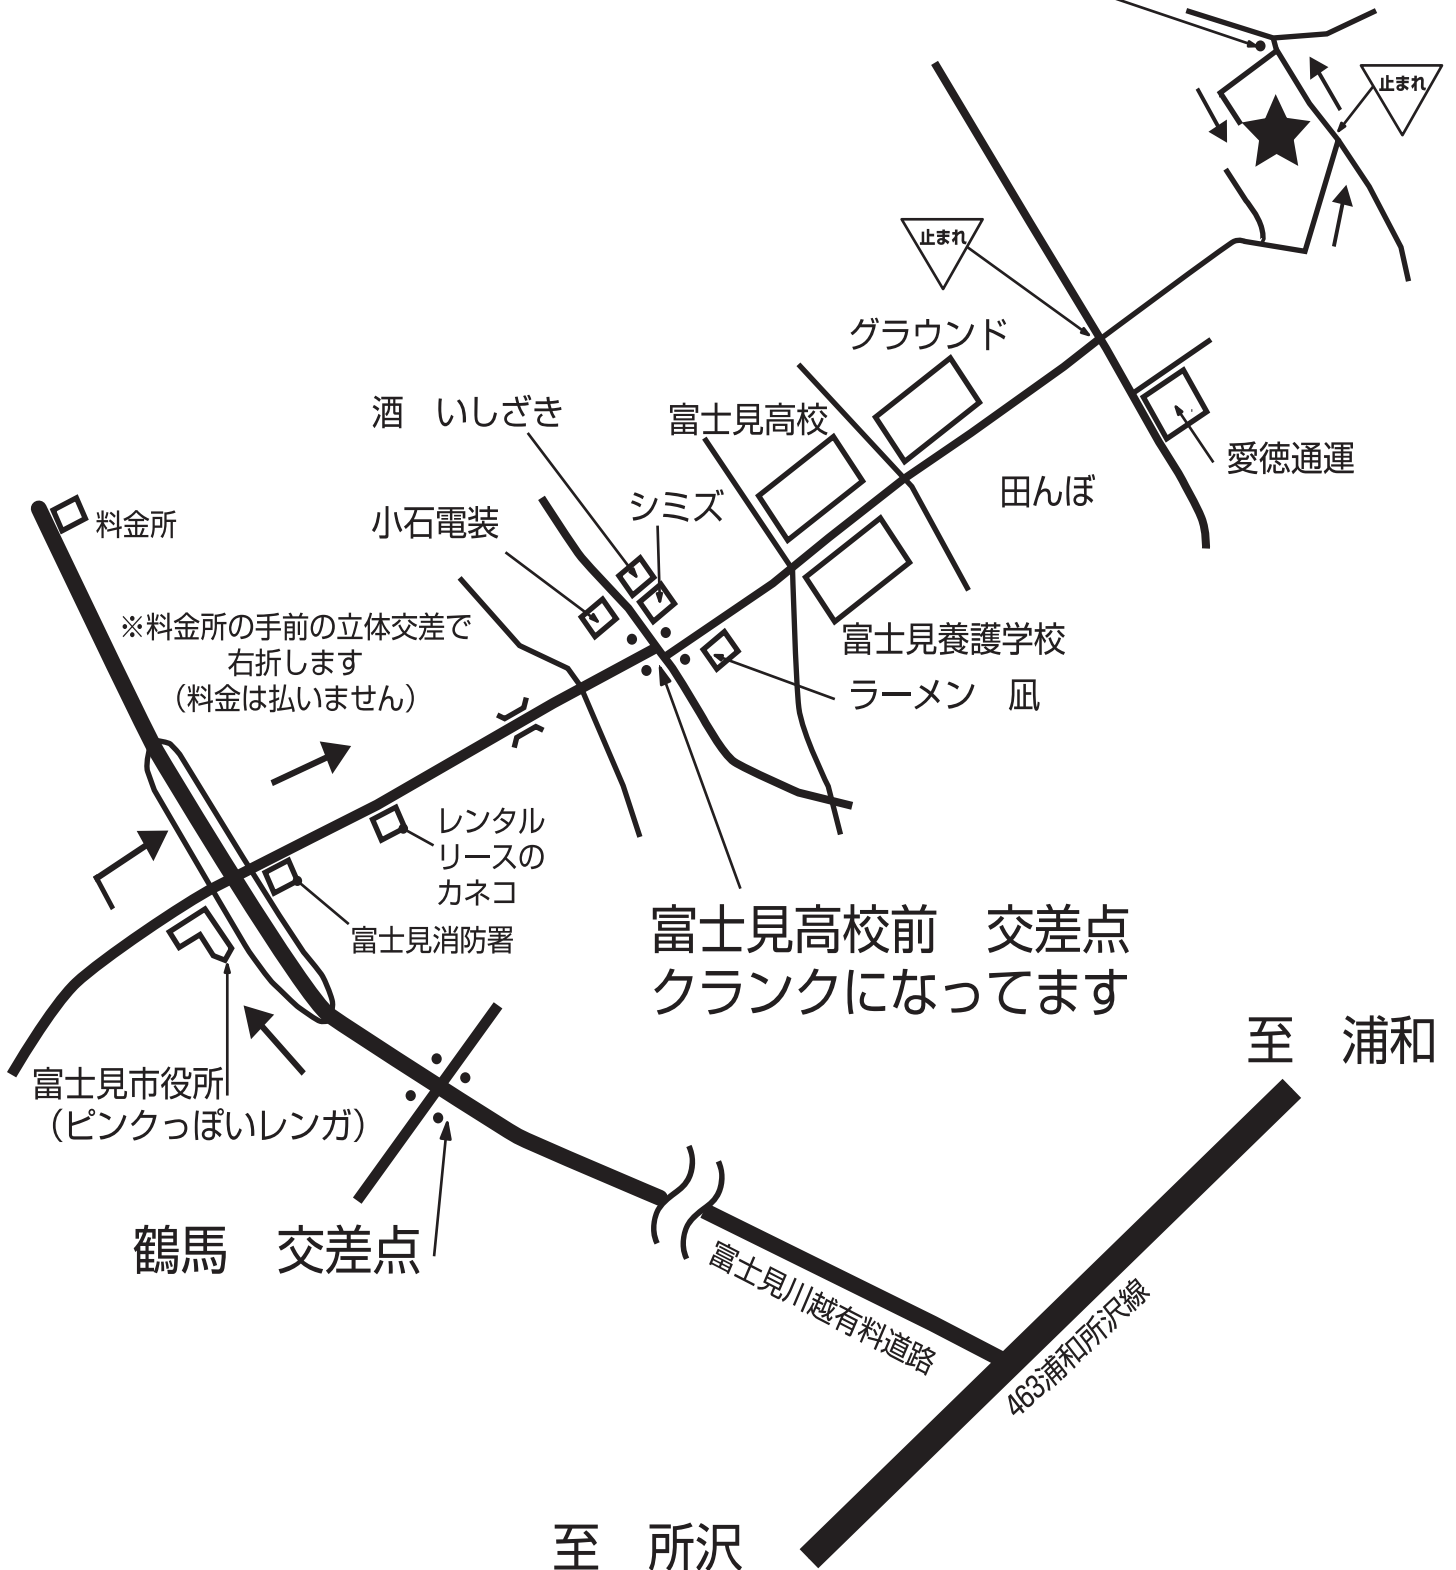 止まれ
止まれ
グラウンド
酒　いしざき
富士見高校
愛徳通運
田んぼ
シミズ
小石電装
料金所
※料金所の手前の立体交差で
右折します
（料金は払いません）
富士見養護学校
ラーメン　凪
レンタル
リースの
カネコ
富士見消防署
富士見高校前　交差点
クランクになってます
至　浦和
富士見市役所
（ピンクっぽいレンガ）
鶴馬　交差点
富士見川越有料道路
463浦和所沢線
至　所沢